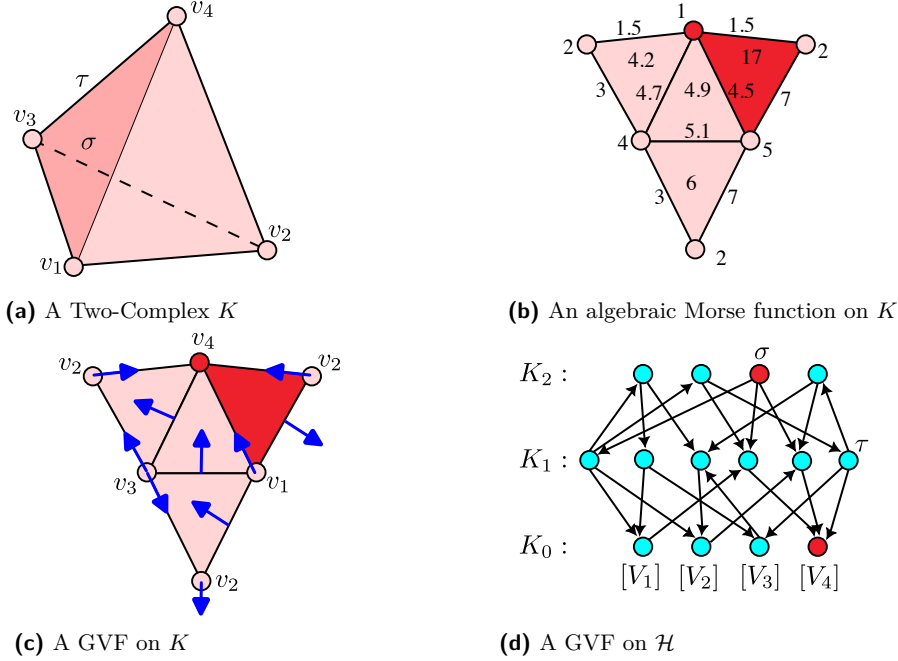 v4
τ
v3
σ
v2
v1
(a) A Two-Complex K
1
1.5 1.5
2 2
4.2 17
3 4.7 4.9 4.5 7
4 5.1 5
3 6 7
2
(b) An algebraic Morse function on K
v4
v2 v2
v3 v1
v2
(c) A GVF on K
σ
K2 :
K1 : τ
K0 :
[V1] [V2] [V3] [V4]
(d) A GVF on ℋ